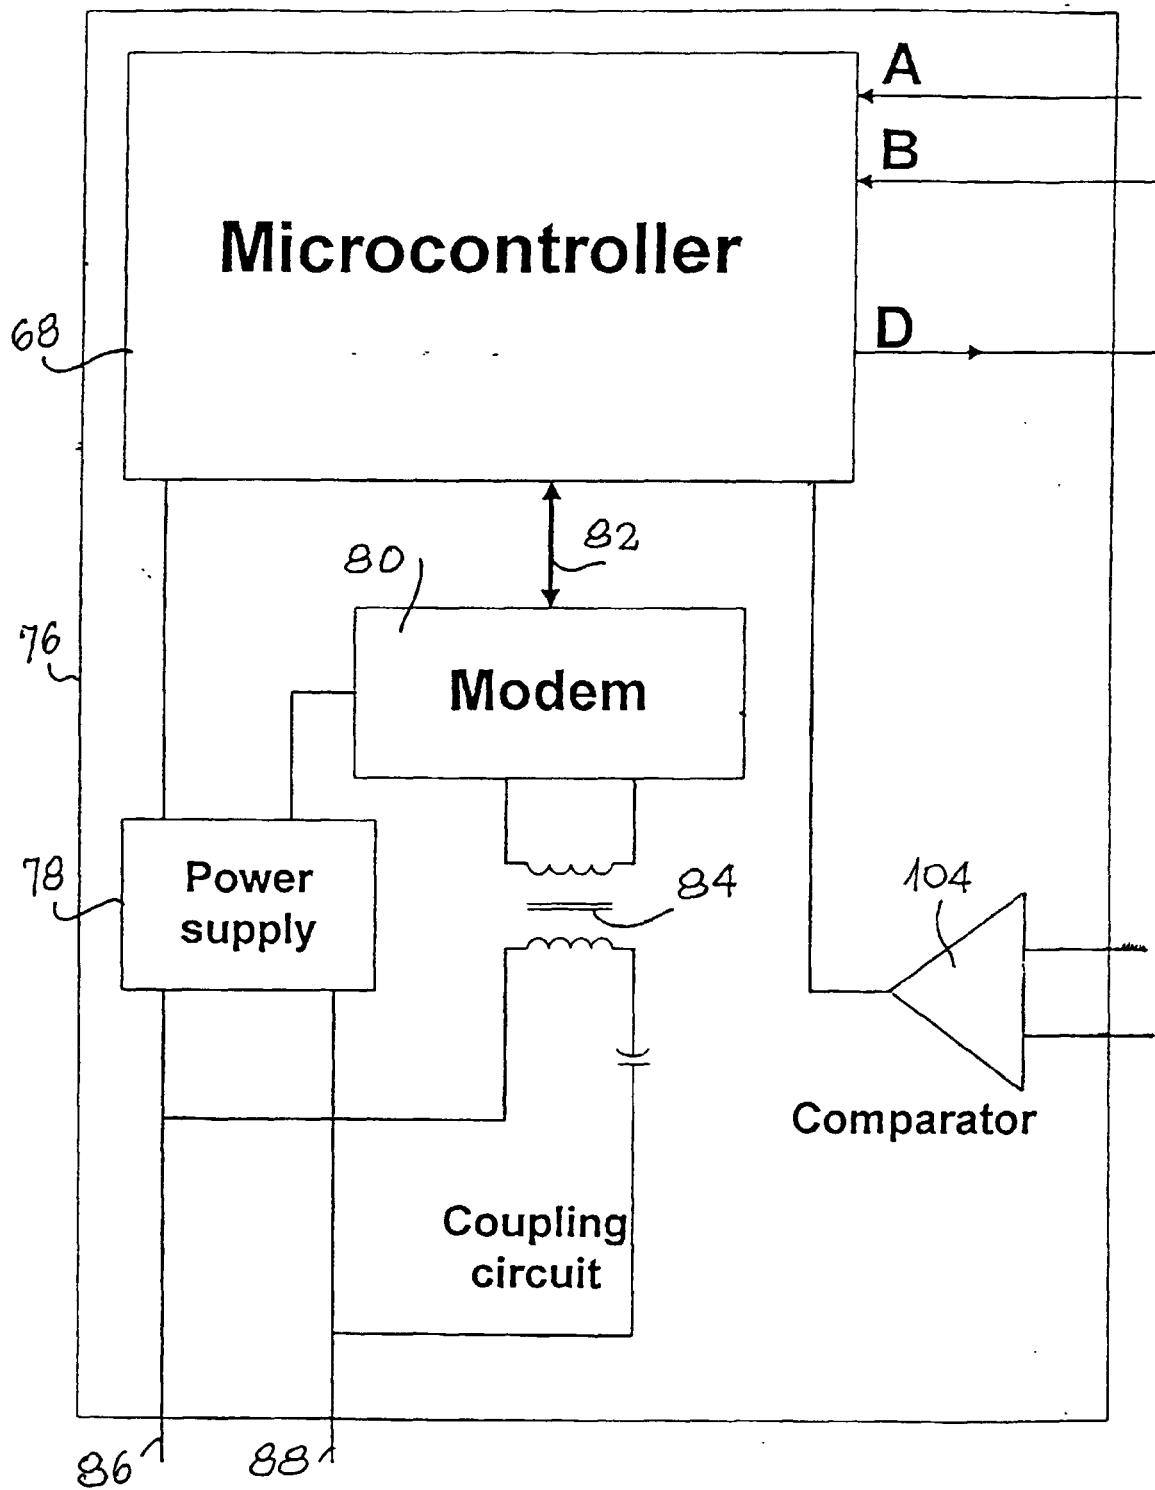 A
B
Microcontroller
68
D
82
80
76
Modem
78
Power
supply
84
104
Comparator
Coupling
circuit
86
88